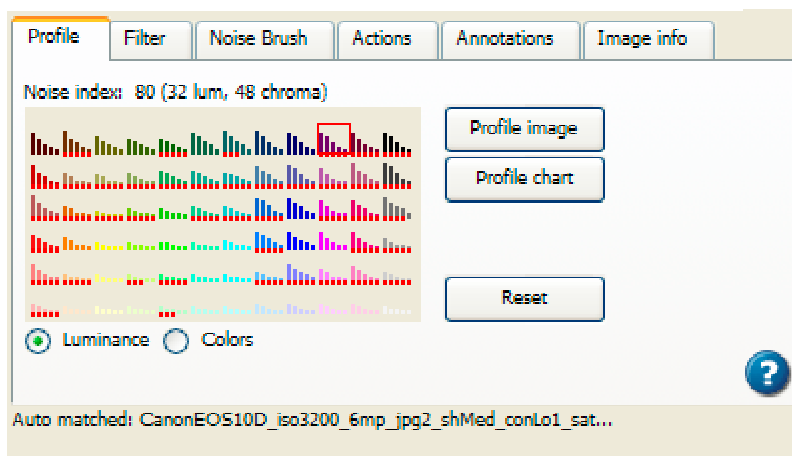 Profile Filter Noise Brush Actions Annotations Image info
Noise index: 80 (32 lum, 48 chroma)
Profile image
Profile chart
Reset
Luminance Colors
?
Auto matched: CanonEOS10D_iso3200_6mp_jpg2_shMed_conLo1_sat...